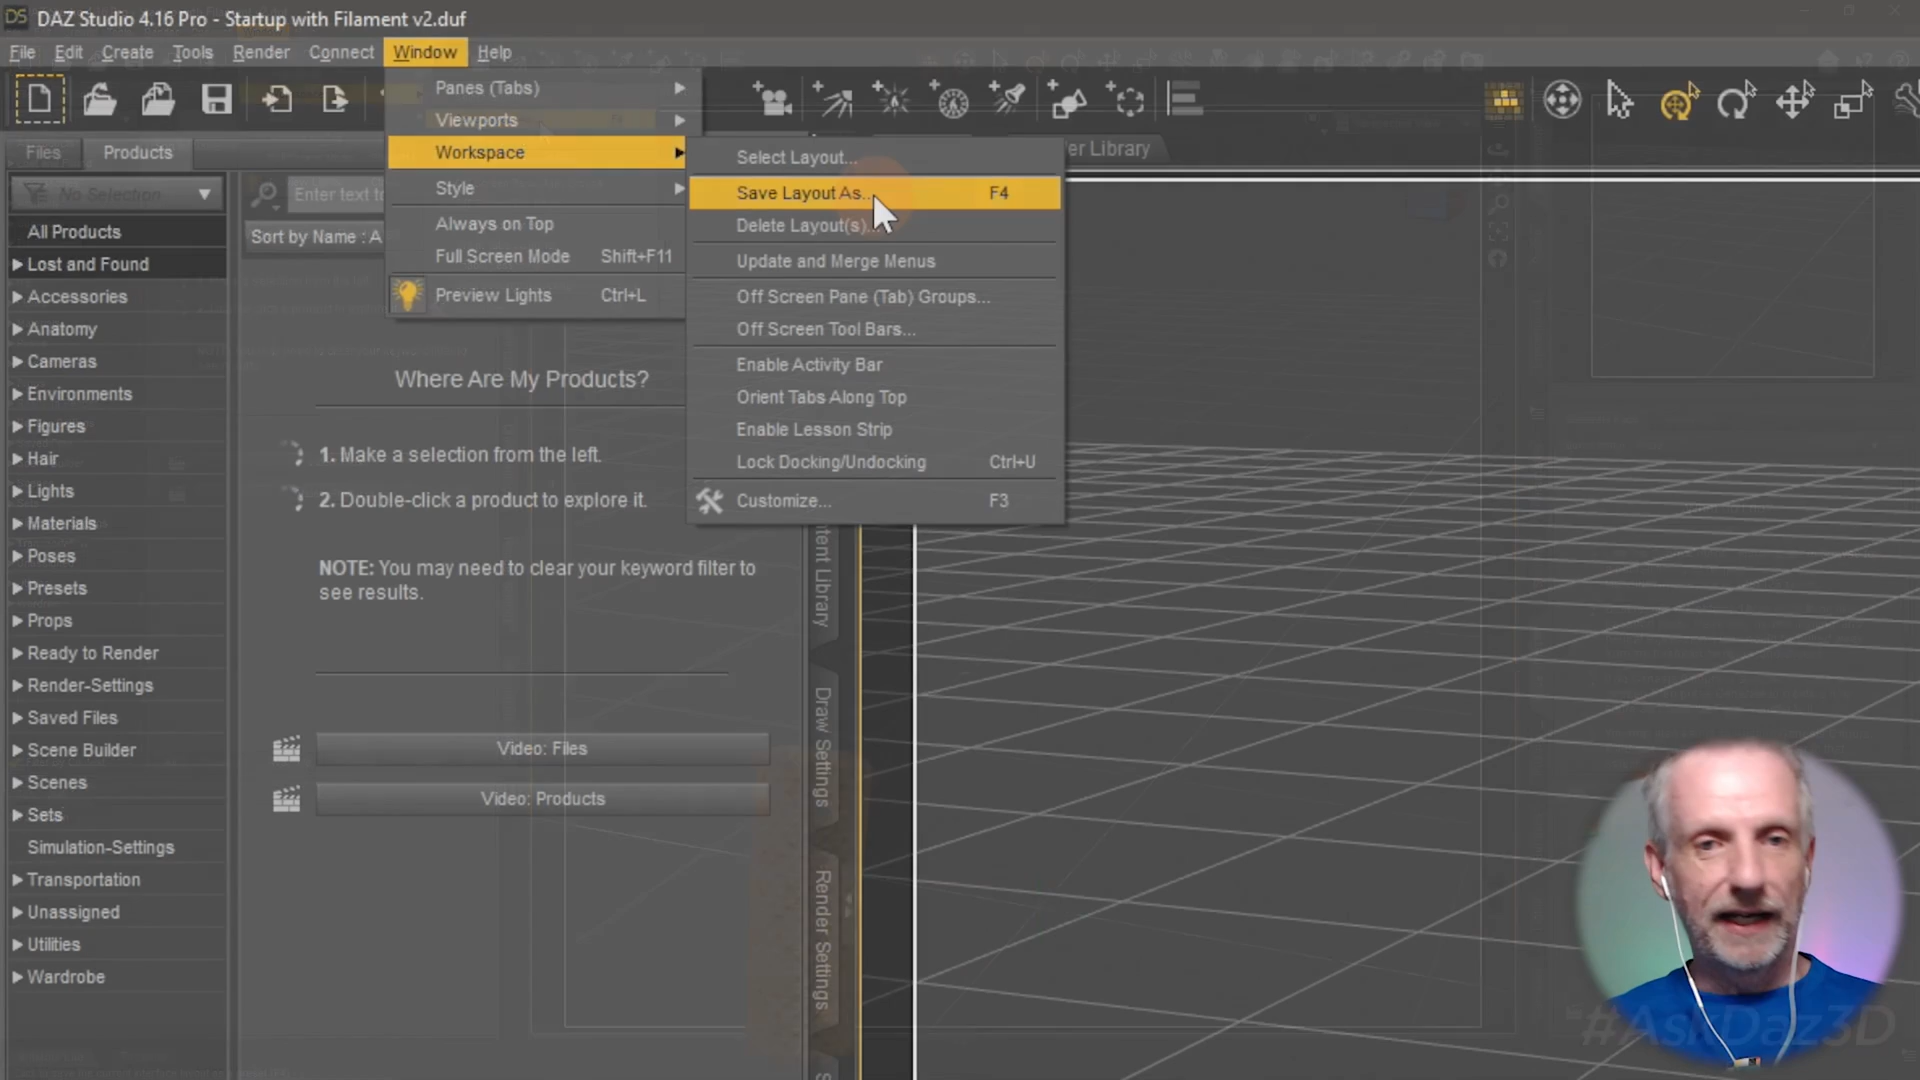 DAZ Studio 4.16 Pro - Startup with Filament v2.duf
File Edit Create Tools Render Connect Window Help
Panes (Tabs)
Viewports
Workspace
Style
Always on Top
Full Screen Mode Shift+F11
Preview Lights Ctrl+L
Select Layout...
Save Layout As... F4
Delete Layout(s)...
Update and Merge Menus
Off Screen Pane (Tab) Groups...
Off Screen Tool Bars...
Enable Activity Bar
Orient Tabs Along Top
Enable Lesson Strip
Lock Docking/Undocking Ctrl+U
Customize... F3
Files Products
No Selection
Enter text to
Sort by Name : A
All Products
Lost and Found
Accessories
Anatomy
Cameras
Environments
Figures
Hair
Lights
Materials
Poses
Presets
Props
Ready to Render
Render-Settings
Saved Files
Scene Builder
Scenes
Sets
Simulation-Settings
Transportation
Unassigned
Utilities
Wardrobe
Where Are My Products?
1. Make a selection from the left.
2. Double-click a product to explore it.
NOTE: You may need to clear your keyword filter to
see results.
Video: Files
Video: Products
er Library
ntent Library
Draw Settings
Render Settings
#AskDaz3D